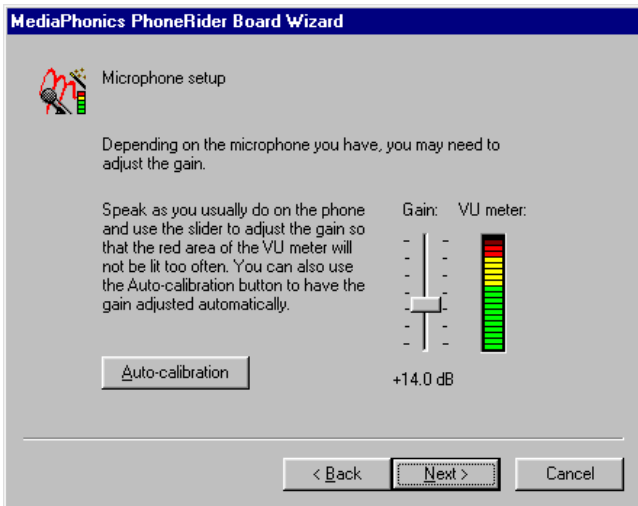 MediaPhonics PhoneRider Board Wizard
Microphone setup
Depending on the microphone you have, you may need to
adjust the gain.
Speak as you usually do on the phone
and use the slider to adjust the gain so
that the red area of the VU meter will
not be lit too often. You can also use
the Auto-calibration button to have the
gain adjusted automatically.
Gain: VU meter:
Auto-calibration
+14.0 dB
< Back Next > Cancel